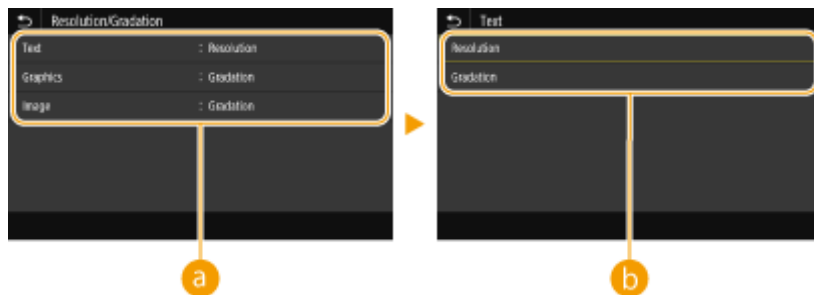 Resolution/Gradation
Text : Resolution
Graphics : Gradation
Image : Gradation
a
Text
Resolution
Gradation
b